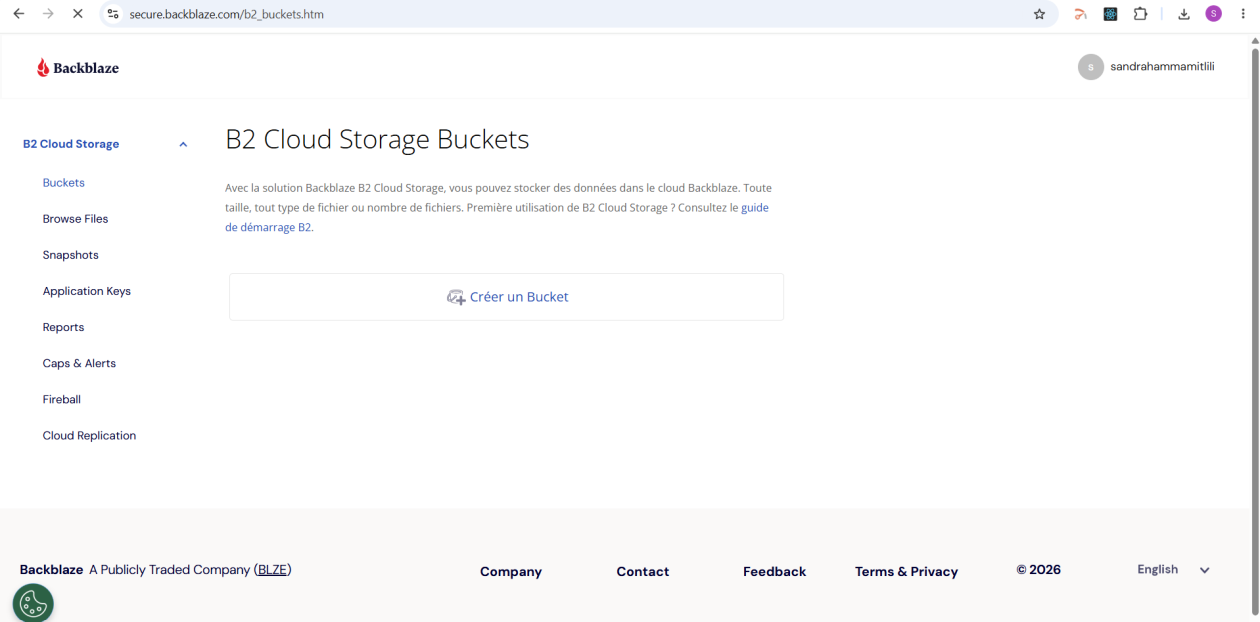 secure.backblaze.com/b2_buckets.htm
S
Backblaze
s
sandrahammamitlili
B2 Cloud Storage
Buckets
Browse Files
Snapshots
Application Keys
Reports
Caps & Alerts
Fireball
Cloud Replication
B2 Cloud Storage Buckets
Avec la solution Backblaze B2 Cloud Storage, vous pouvez stocker des données dans le cloud Backblaze. Toute
taille, tout type de fichier ou nombre de fichiers. Première utilisation de B2 Cloud Storage ? Consultez le guide
de démarrage B2.
Créer un Bucket
Backblaze A Publicly Traded Company (BLZE)
Company
Contact
Feedback
Terms & Privacy
© 2026
English